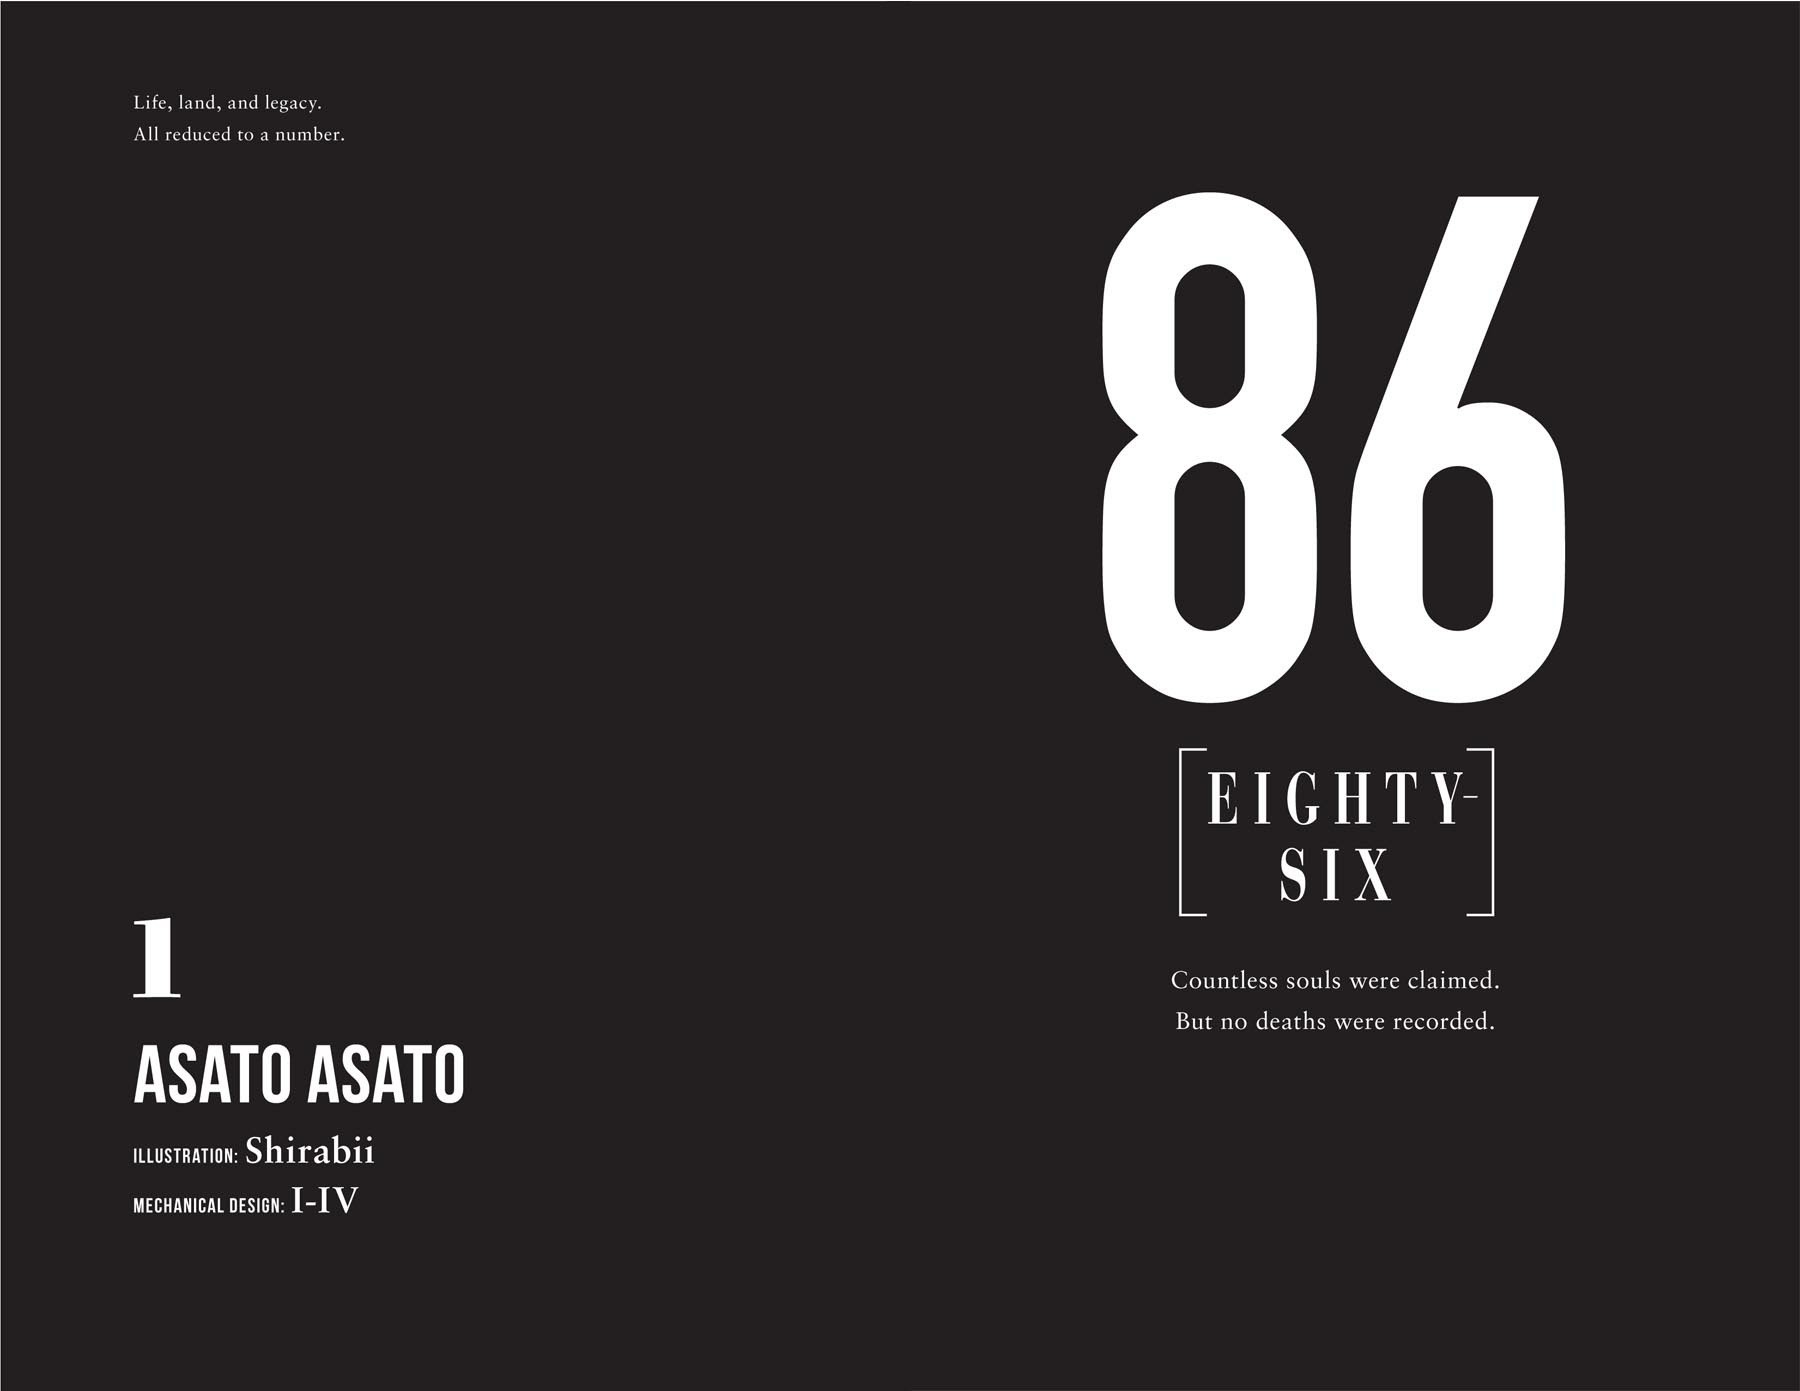 Life, land, and legacy.
All reduced to a number.
1
ASATO ASATO
ILLUSTRATION: Shirabii
MECHANICAL DESIGN: I-IV
86
EIGHTY-
SIX
Countless souls were claimed.
But no deaths were recorded.